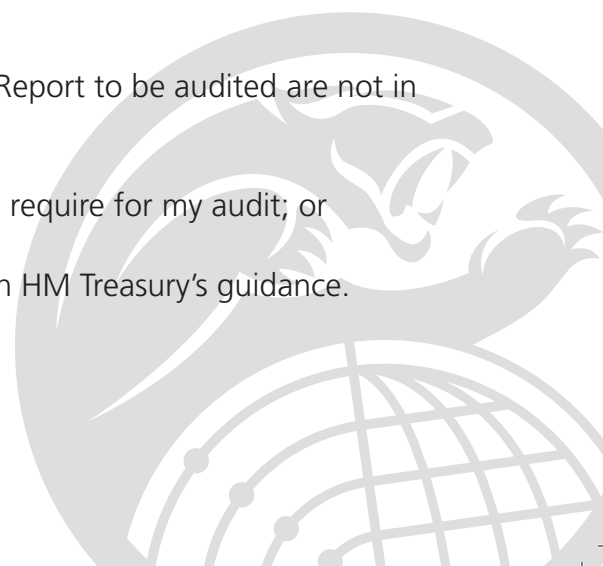 Report to be audited are not in
require for my audit; or
HM Treasury’s guidance.